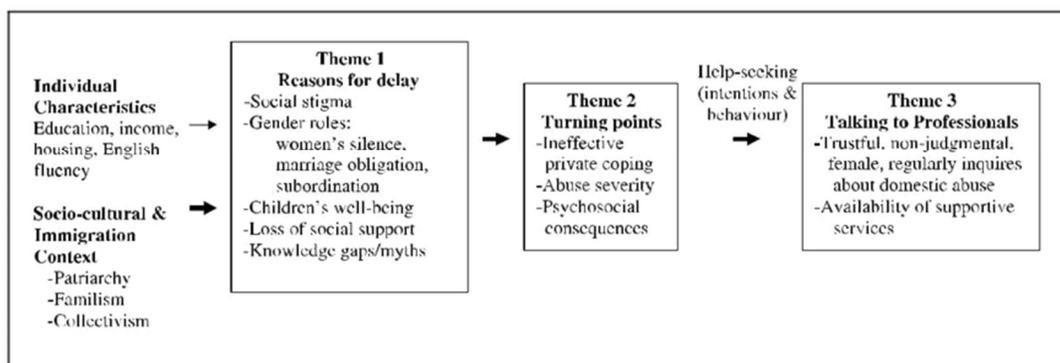 Individual
Characteristics
Education, income,
housing, English
fluency
Socio-cultural &
Immigration
Context
-Patriarchy
-Familism
-Collectivism
Theme 1
Reasons for delay
-Social stigma
-Gender roles:
women's silence,
marriage obligation,
subordination
-Children's well-being
-Loss of social support
-Knowledge gaps/myths
Theme 2
Turning points
-Ineffective
private coping
-Abuse severity
-Psychosocial
consequences
Help-seeking
(intentions &
behaviour)
Theme 3
Talking to Professionals
-Trustful, non-judgmental,
female, regularly inquires
about domestic abuse
-Availability of supportive
services